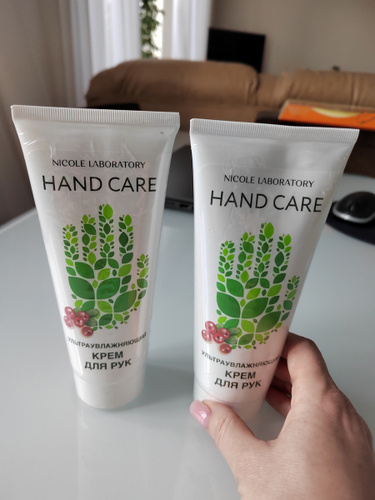 NICOLE LABORATORY
HAND CARE
УЛЬТРАУВЛАЖНЯЮЩИЙ
КРЕМ
ДЛЯ РУК
NICOLE LABORATORY
HAND CARE
УЛЬТРАУВЛАЖНЯЮЩИЙ
КРЕМ
ДЛЯ РУК